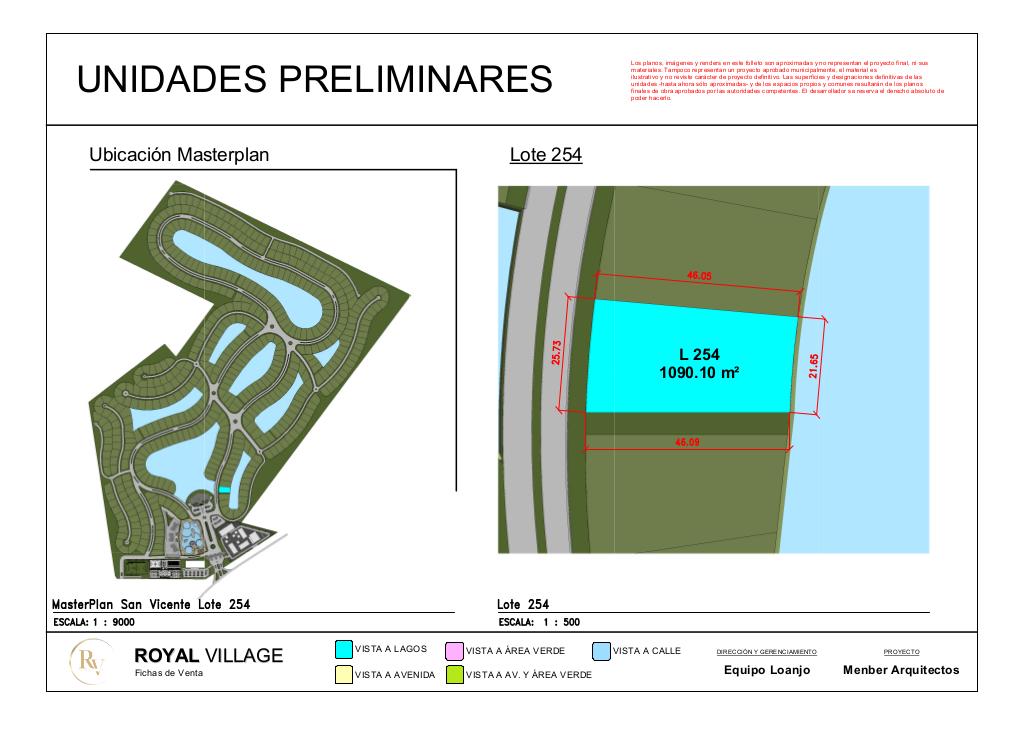 UNIDADES PRELIMINARES
Los planos, imágenes y renders en este folleto son aproximadas y no representan el proyecto final, ni sus
materiales. Tampoco representan un proyecto aprobado municipalmente, el material es
ilustrativo y no reviste carácter de proyecto definitivo. Las superficies y designaciones definitivas de las
unidades -hasta ahora sólo aproximadas- y de los espacios propios y comunes resultarán de los planos
finales de obra aprobados por las autoridades competentes. El desarrollador se reserva el derecho absoluto de
poder hacerlo.
Ubicación Masterplan
Lote 254
46.05
25.73
L 254
1090.10 m²
21.65
46.09
MasterPlan San Vicente Lote 254
ESCALA: 1 : 9000
Lote 254
ESCALA: 1 : 500
RV
ROYAL VILLAGE
Fichas de Venta
VISTA A LAGOS
VISTA A ÁREA VERDE
VISTA A CALLE
VISTA A AVENIDA
VISTA A AV. Y ÁREA VERDE
DIRECCIÓN Y GERENCIAMIENTO
Equipo Loanjo
PROYECTO
Menber Arquitectos